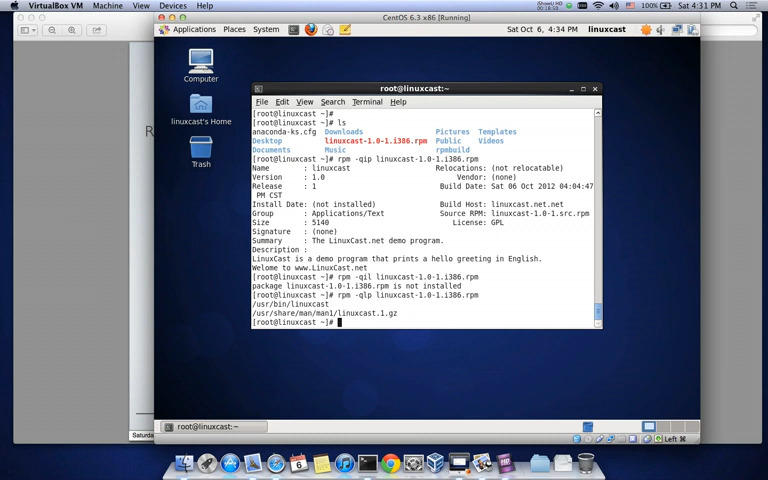 VirtualBox VM Machine Devices Help
100% Sat 4:31 PM
CentOS 6.3 x86 [Running]
Applications Places System
Sat Oct 6, 4:34 PM linuxcast
Computer
linuxcast's Home
Trash
root@linuxcast:~
File Edit View Search Terminal Help
[root@linuxcast ~]#
[root@linuxcast ~]# ls
anaconda-ks.cfg Downloads Pictures Templates
Desktop linuxcast-1.0-1.i386.rpm Public Videos
Documents Music rpmbuild
[root@linuxcast ~]# rpm -qip linuxcast-1.0-1.i386.rpm
Name : linuxcast Relocations: (not relocatable)
Version : 1.0 Vendor: (none)
Release : 1 Build Date: Sat 06 Oct 2012 04:04:47
PM CST
Install Date: (not installed) Build Host: linuxcast.net.net
Group : Applications/Text Source RPM: linuxcast-1.0-1.src.rpm
Size : 5140 License: GPL
Signature : (none)
Summary : The LinuxCast.net demo program.
Description :
LinuxCast is a demo program that prints a hello greeting in English.
Welome to www.LinuxCast.net
[root@linuxcast ~]# rpm -qil linuxcast-1.0-1.i386.rpm
package linuxcast-1.0-1.i386.rpm is not installed
[root@linuxcast ~]# rpm -qlp linuxcast-1.0-1.i386.rpm
/usr/bin/linuxcast
/usr/share/man/man1/linuxcast.1.gz
[root@linuxcast ~]#
root@linuxcast:~
Left ⌘
Saturda